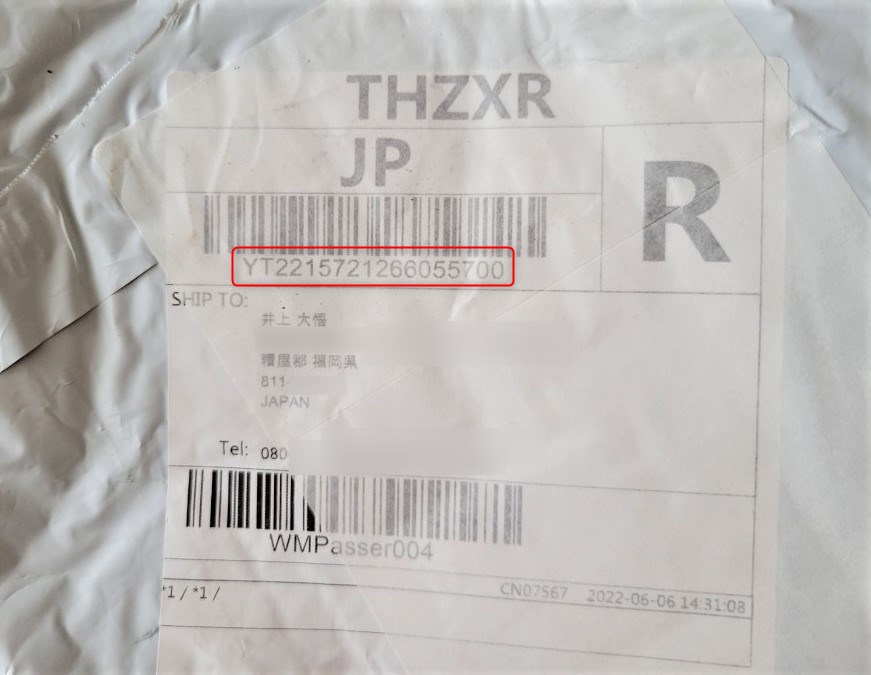 THZXR
JP
R
YT2215721266055700
SHIP TO:
井上 大悟
糟屋郡 福岡県
811
JAPAN
Tel: 080
WMPasser004
*1 / *1 /
CN07567 2022-06-06 14:31:08